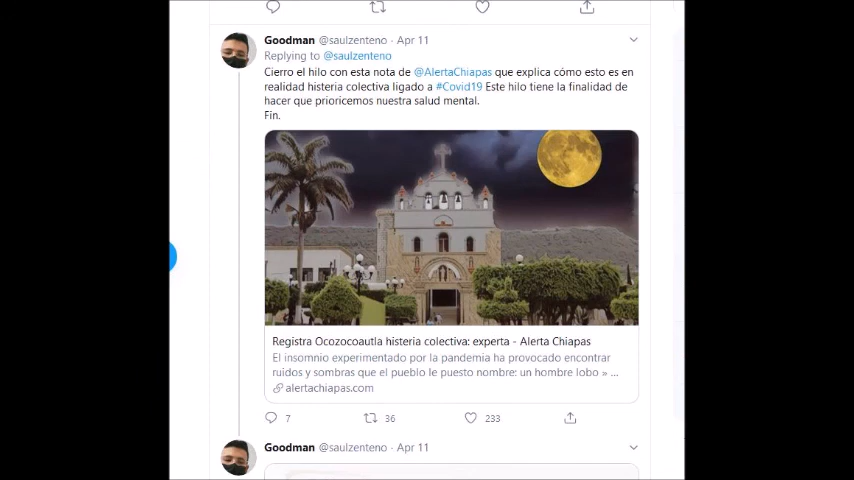 Goodman @saulzenteno · Apr 11
Replying to @saulzenteno
Cierro el hilo con esta nota de @AlertaChiapas que explica cómo esto es en
realidad histeria colectiva ligado a #Covid19 Este hilo tiene la finalidad de
hacer que prioricemos nuestra salud mental.
Fin.
Registra Ocozocoautla histeria colectiva: experta - Alerta Chiapas
El insomnio experimentado por la pandemia ha provocado encontrar
ruidos y sombras que el pueblo le puesto nombre: un hombre lobo » ...
alertachiapas.com
7 36 233
Goodman @saulzenteno · Apr 11